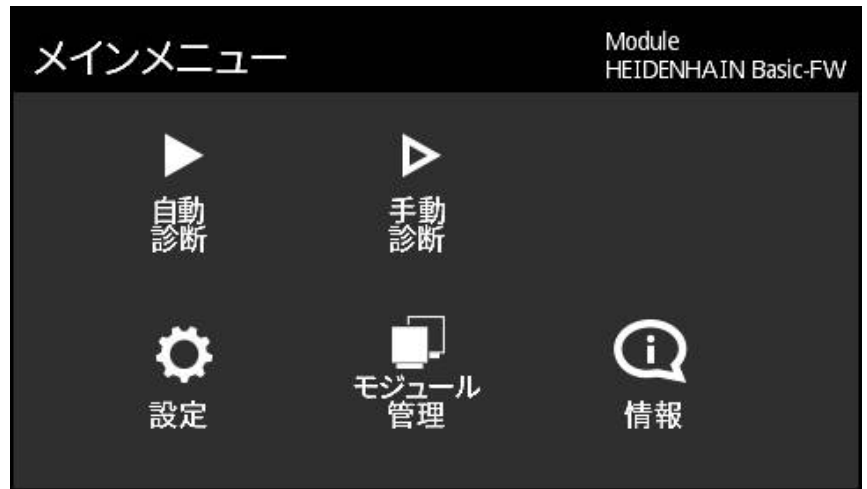 メインメニュー
Module
HEIDENHAIN Basic-FW
自動
診断
手動
診断
設定
モジュール
管理
情報